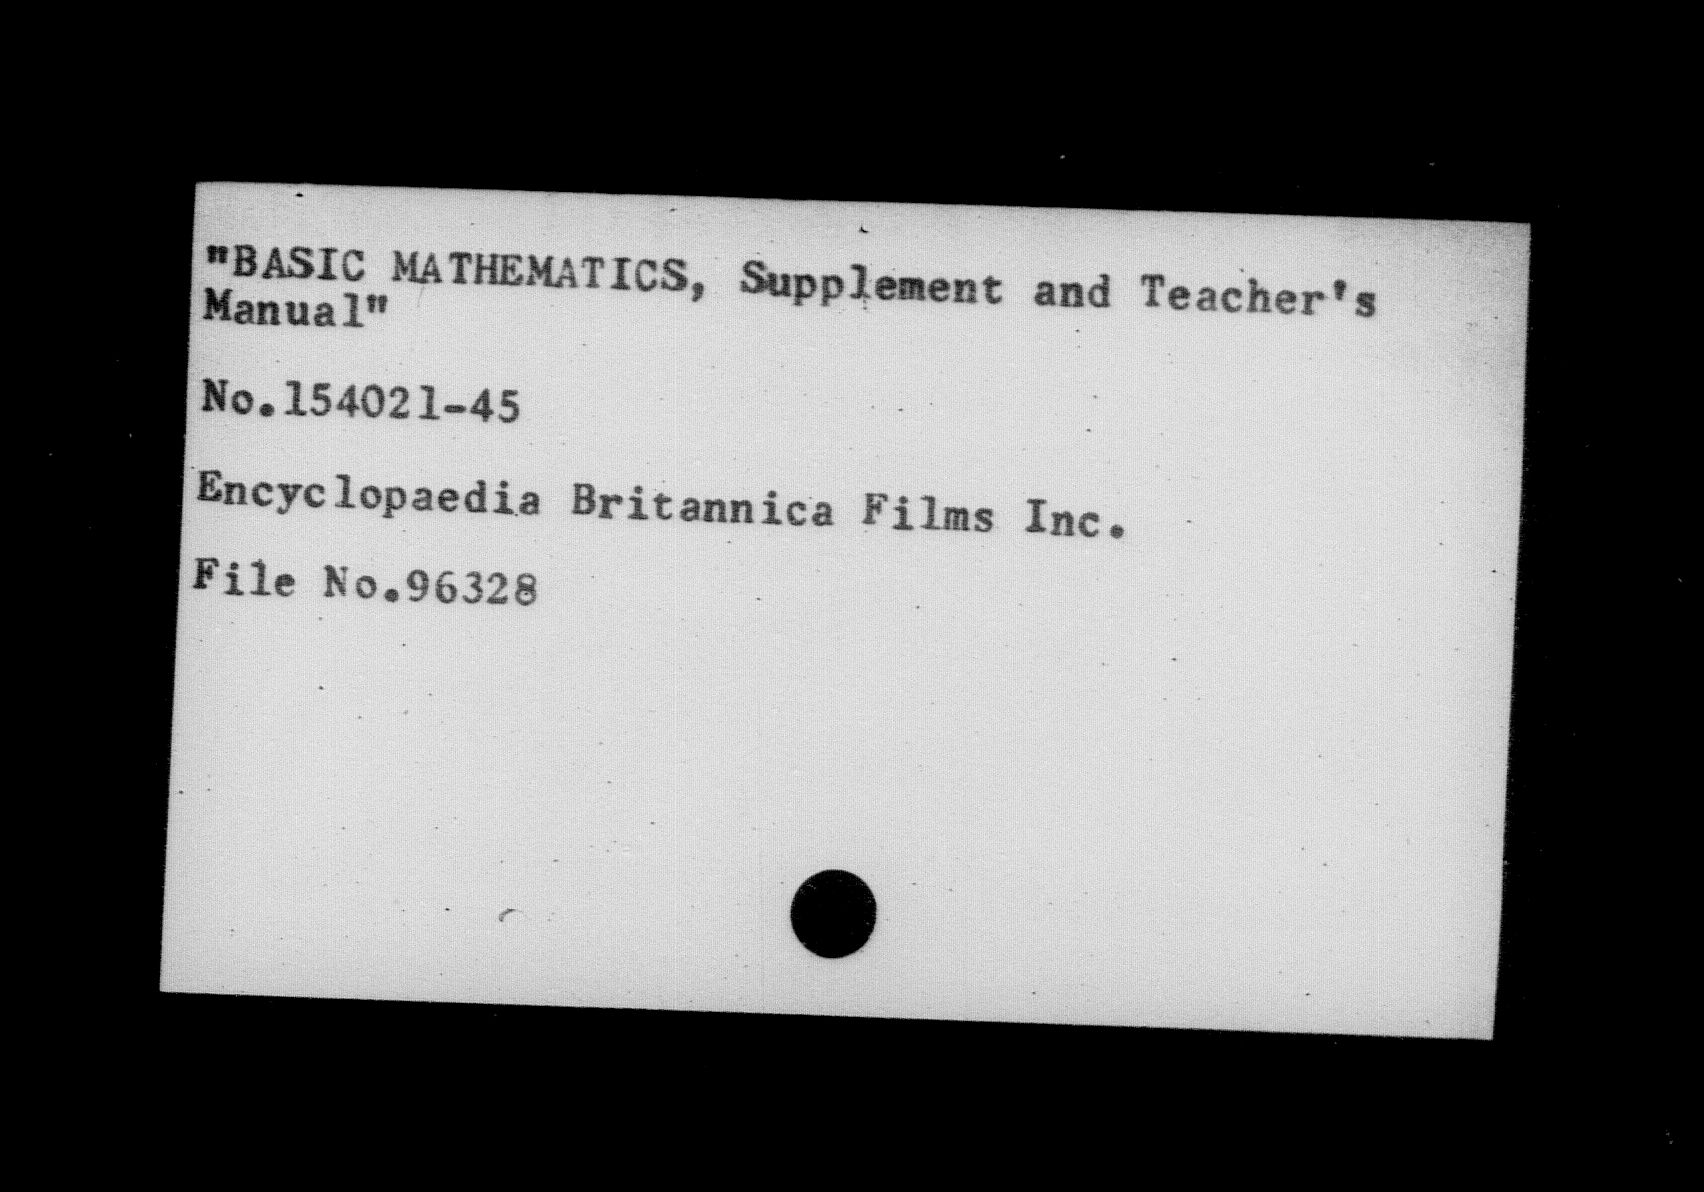 "BASIC MATHEMATICS, Supplement and Teacher's
Manual"
No.154021-45
Encyclopaedia Britannica Films Inc.
File No.96328